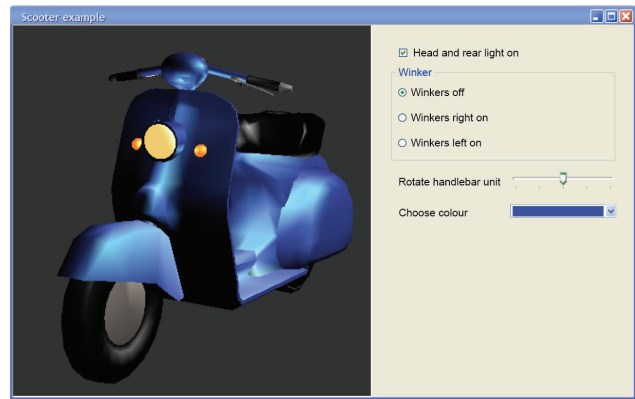 Scooter example
Head and rear light on
Winker
Winkers off
Winkers right on
Winkers left on
Rotate handlebar unit
Choose colour